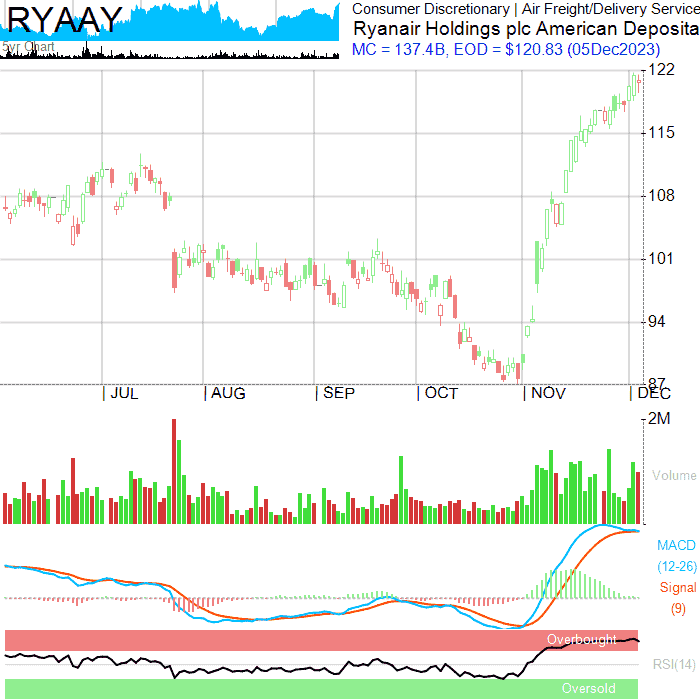 RYAAY
5yr Chart
Consumer Discretionary | Air Freight/Delivery Service
Ryanair Holdings plc American Deposita
MC = 137.4B, EOD = $120.83 (05Dec2023)
122
115
108
101
94
87
JUL
AUG
SEP
OCT
NOV
DEC
2M
Volume
MACD
(12-26)
Signal
(9)
Overbought
RSI(14)
Oversold